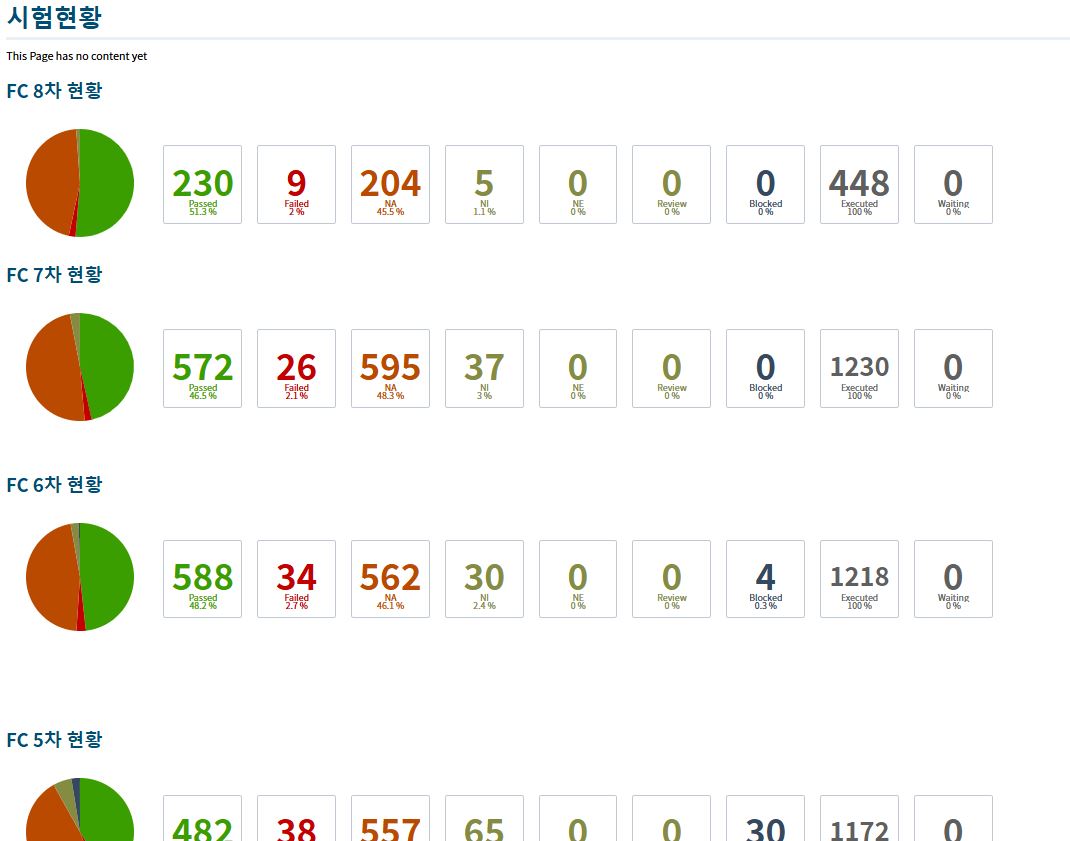 시험현황
This Page has no content yet
FC 8차 현황
230 9 204 5 0 0 0 448 0
Passed Failed NA NI NE Review Blocked Executed Waiting
51.3 % 2 % 45.5 % 1.1 % 0 % 0 % 0 % 100 % 0 %
FC 7차 현황
572 26 595 37 0 0 0 1230 0
Passed Failed NA NI NE Review Blocked Executed Waiting
46.5 % 2.1 % 48.3 % 3 % 0 % 0 % 0 % 100 % 0 %
FC 6차 현황
588 34 562 30 0 0 4 1218 0
Passed Failed NA NI NE Review Blocked Executed Waiting
48.2 % 2.7 % 46.1 % 2.4 % 0 % 0 % 0.3 % 100 % 0 %
FC 5차 현황
482 38 557 65 0 0 30 1172 0